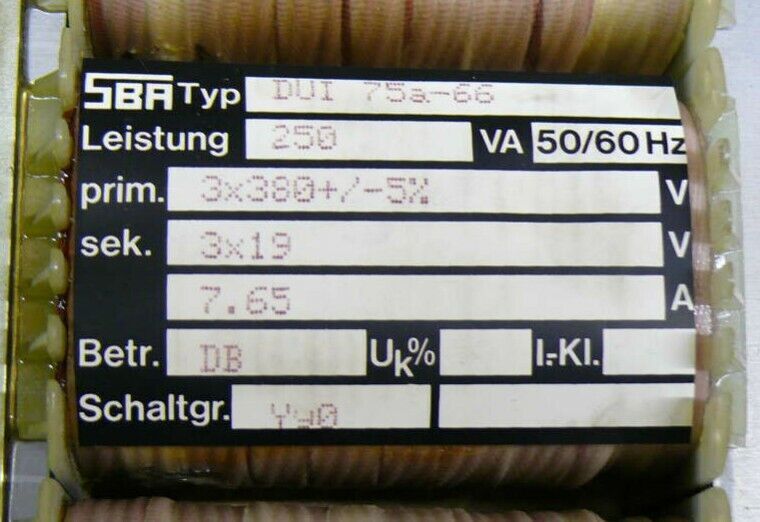 SBA Typ DUI 75a-66
Leistung 250 VA 50/60 Hz
prim. 3x380+/-5% V
sek. 3x19 V
7.65 A
Betr. DB Uk% I.-Kl.
Schaltgr.